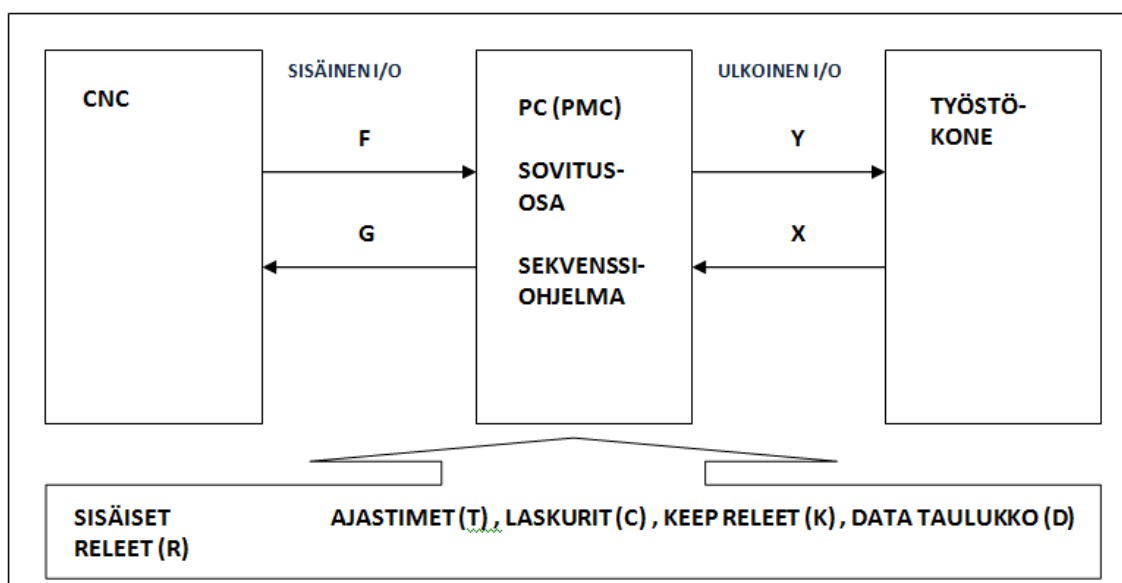 CNC
SISÄINEN I/O
F
G
PC (PMC)
SOVITUS-
OSA
SEKVENSSI-
OHJELMA
ULKOINEN I/O
Y
X
TYÖSTÖ-
KONE
SISÄISET
RELEET (R)
AJASTIMET (T) , LASKURIT (C) , KEEP RELEET (K), DATA TAULUKKO (D)